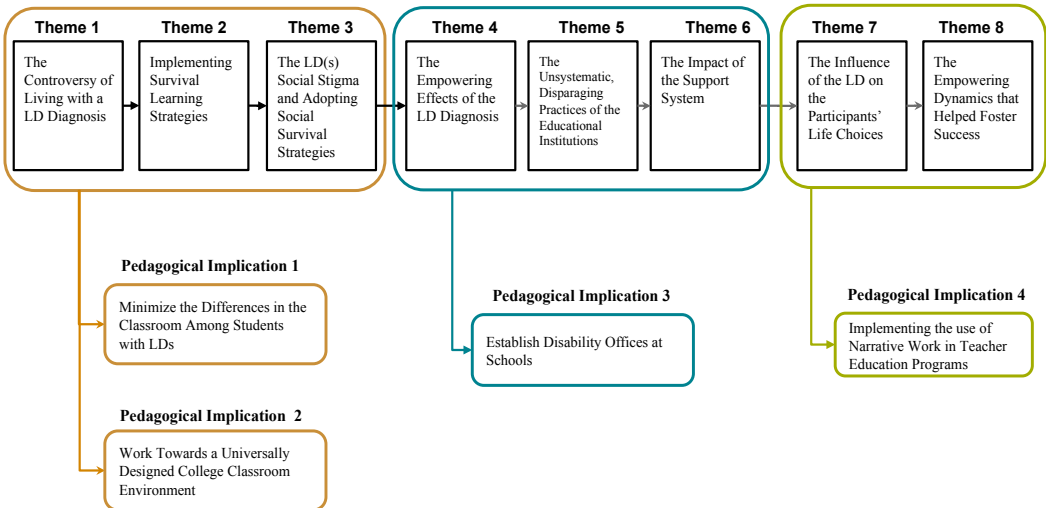 Theme 1
Theme 2
Theme 3
Theme 4
Theme 5
Theme 6
Theme 7
Theme 8
The
Controversy of
Living with a
LD Diagnosis
Implementing
Survival
Learning
Strategies
The LD(s)
Social Stigma
and Adopting
Social
Survival
Strategies
The
Empowering
Effects of the
LD Diagnosis
The
Unsystematic,
Disparaging
Practices of the
Educational
Institutions
The Impact of
the Support
System
The Influence of
the LD on
the
Participants’
Life Choices
The
Empowering
Dynamics that
Helped Foster
Success
Pedagogical Implication 1
Minimize the Differences in the
Classroom Among Students
with LDs
Pedagogical Implication 2
Work Towards a Universally
Designed College Classroom
Environment
Pedagogical Implication 3
Establish Disability Offices at
Schools
Pedagogical Implication 4
Implementing the use of
Narrative Work in Teacher
Education Programs